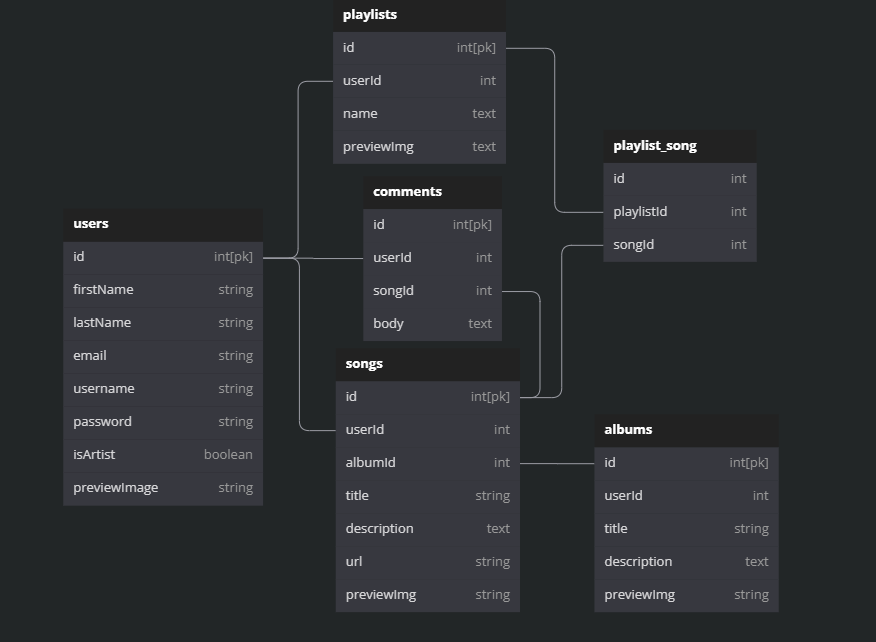 playlists
id int[pk]
userId int
name text
previewImg text
playlist_song
id int
playlistId int
songId int
comments
id int[pk]
userId int
songId int
body text
users
id int[pk]
firstName string
lastName string
email string
username string
password string
isArtist boolean
previewImage string
songs
id int[pk]
userId int
albumId int
title string
description text
url string
previewImg string
albums
id int[pk]
userId int
title string
description text
previewImg string